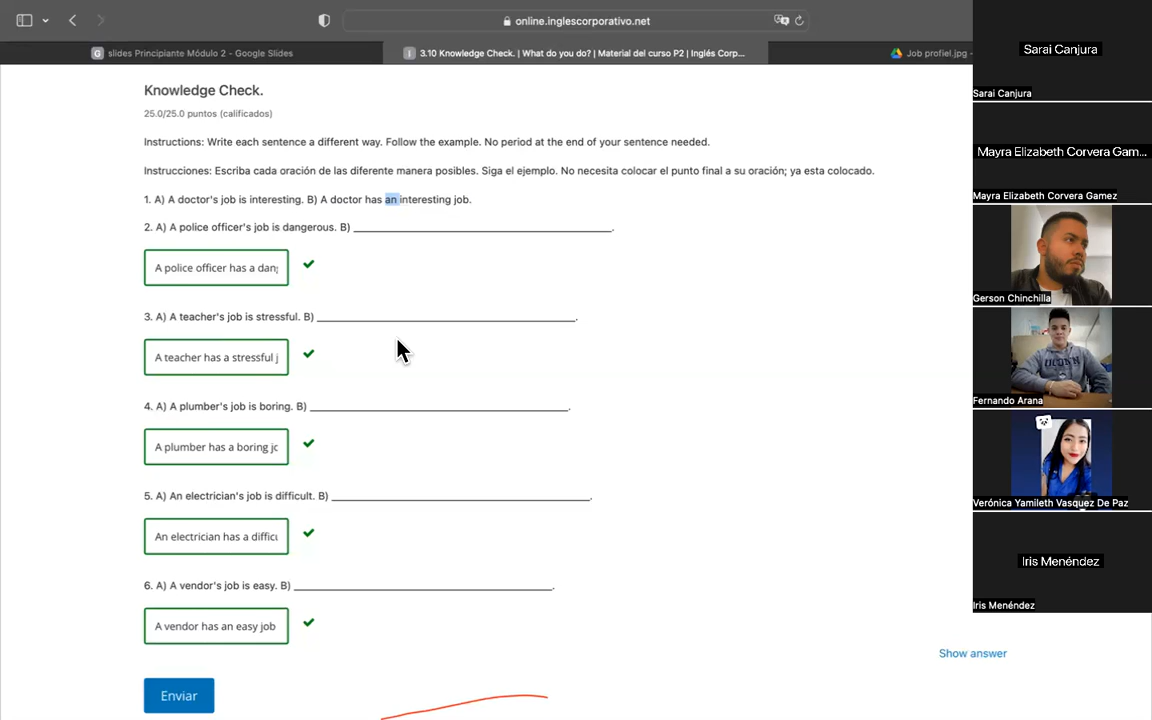 online.inglescorporativo.net
slides Principiante Módulo 2 - Google Slides
3.10 Knowledge Check. | What do you do? | Material del curso P2 | Inglés Corp...
Job profiel.jpg -
Knowledge Check.
25.0/25.0 puntos (calificados)
Instructions: Write each sentence a different way. Follow the example. No period at the end of your sentence needed.
Instrucciones: Escriba cada oración de las diferente manera posibles. Siga el ejemplo. No necesita colocar el punto final a su oración; ya esta colocado.
1. A) A doctor's job is interesting. B) A doctor has an interesting job.
2. A) A police officer's job is dangerous. B) ________________________________________.
A police officer has a dang
3. A) A teacher's job is stressful. B) ________________________________________.
A teacher has a stressful j
4. A) A plumber's job is boring. B) ________________________________________.
A plumber has a boring jo
5. A) An electrician's job is difficult. B) ________________________________________.
An electrician has a difficu
6. A) A vendor's job is easy. B) ________________________________________.
A vendor has an easy job
Show answer
Enviar
Sarai Canjura
Sarai Canjura
Mayra Elizabeth Corvera Gam...
Mayra Elizabeth Corvera Gamez
Gerson Chinchilla
UCONN
Fernando Arana
Verónica Yamileth Vasquez De Paz
Iris Menéndez
Iris Menéndez